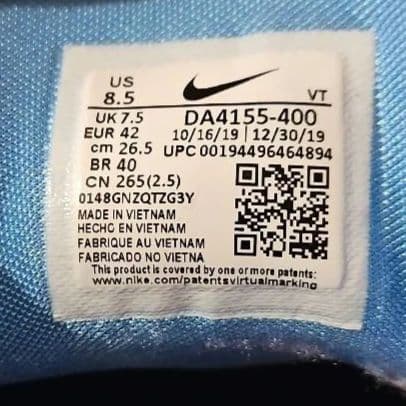 US
8.5
VT
UK 7.5
DA4155-400
EUR 42
10/16/19 | 12/30/19
cm 26.5
UPC 00194496464894
BR 40
CN 265(2.5)
0148GNZQTZG3Y
MADE IN VIETNAM
HECHO EN VIETNAM
FABRIQUE AU VIETNAM
FABRICADO NO VIETNA
This product is covered by one or more patents:
www.nike.com/patentsvirtualmarking